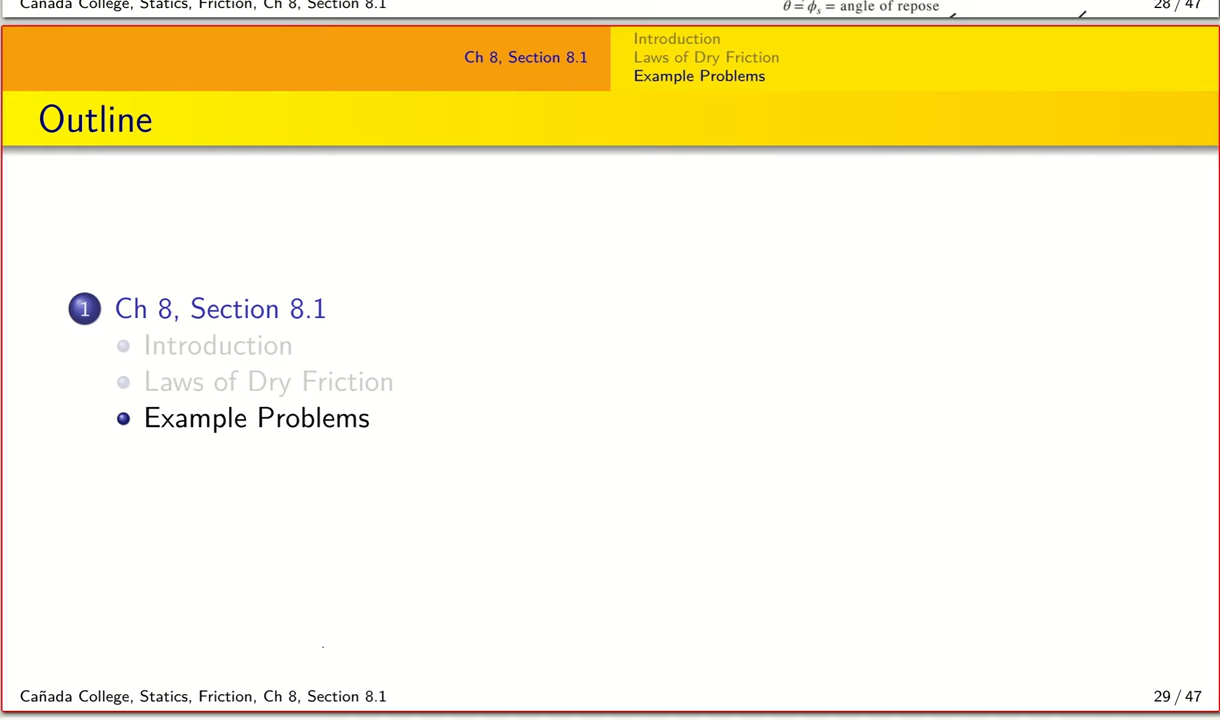 Cañada College, Statics, Friction, Ch 8, Section 8.1
θ = ϕs = angle of repose
28 / 47
Ch 8, Section 8.1
Introduction
Laws of Dry Friction
Example Problems
Outline
1 Ch 8, Section 8.1
Introduction
Laws of Dry Friction
Example Problems
Cañada College, Statics, Friction, Ch 8, Section 8.1
29 / 47